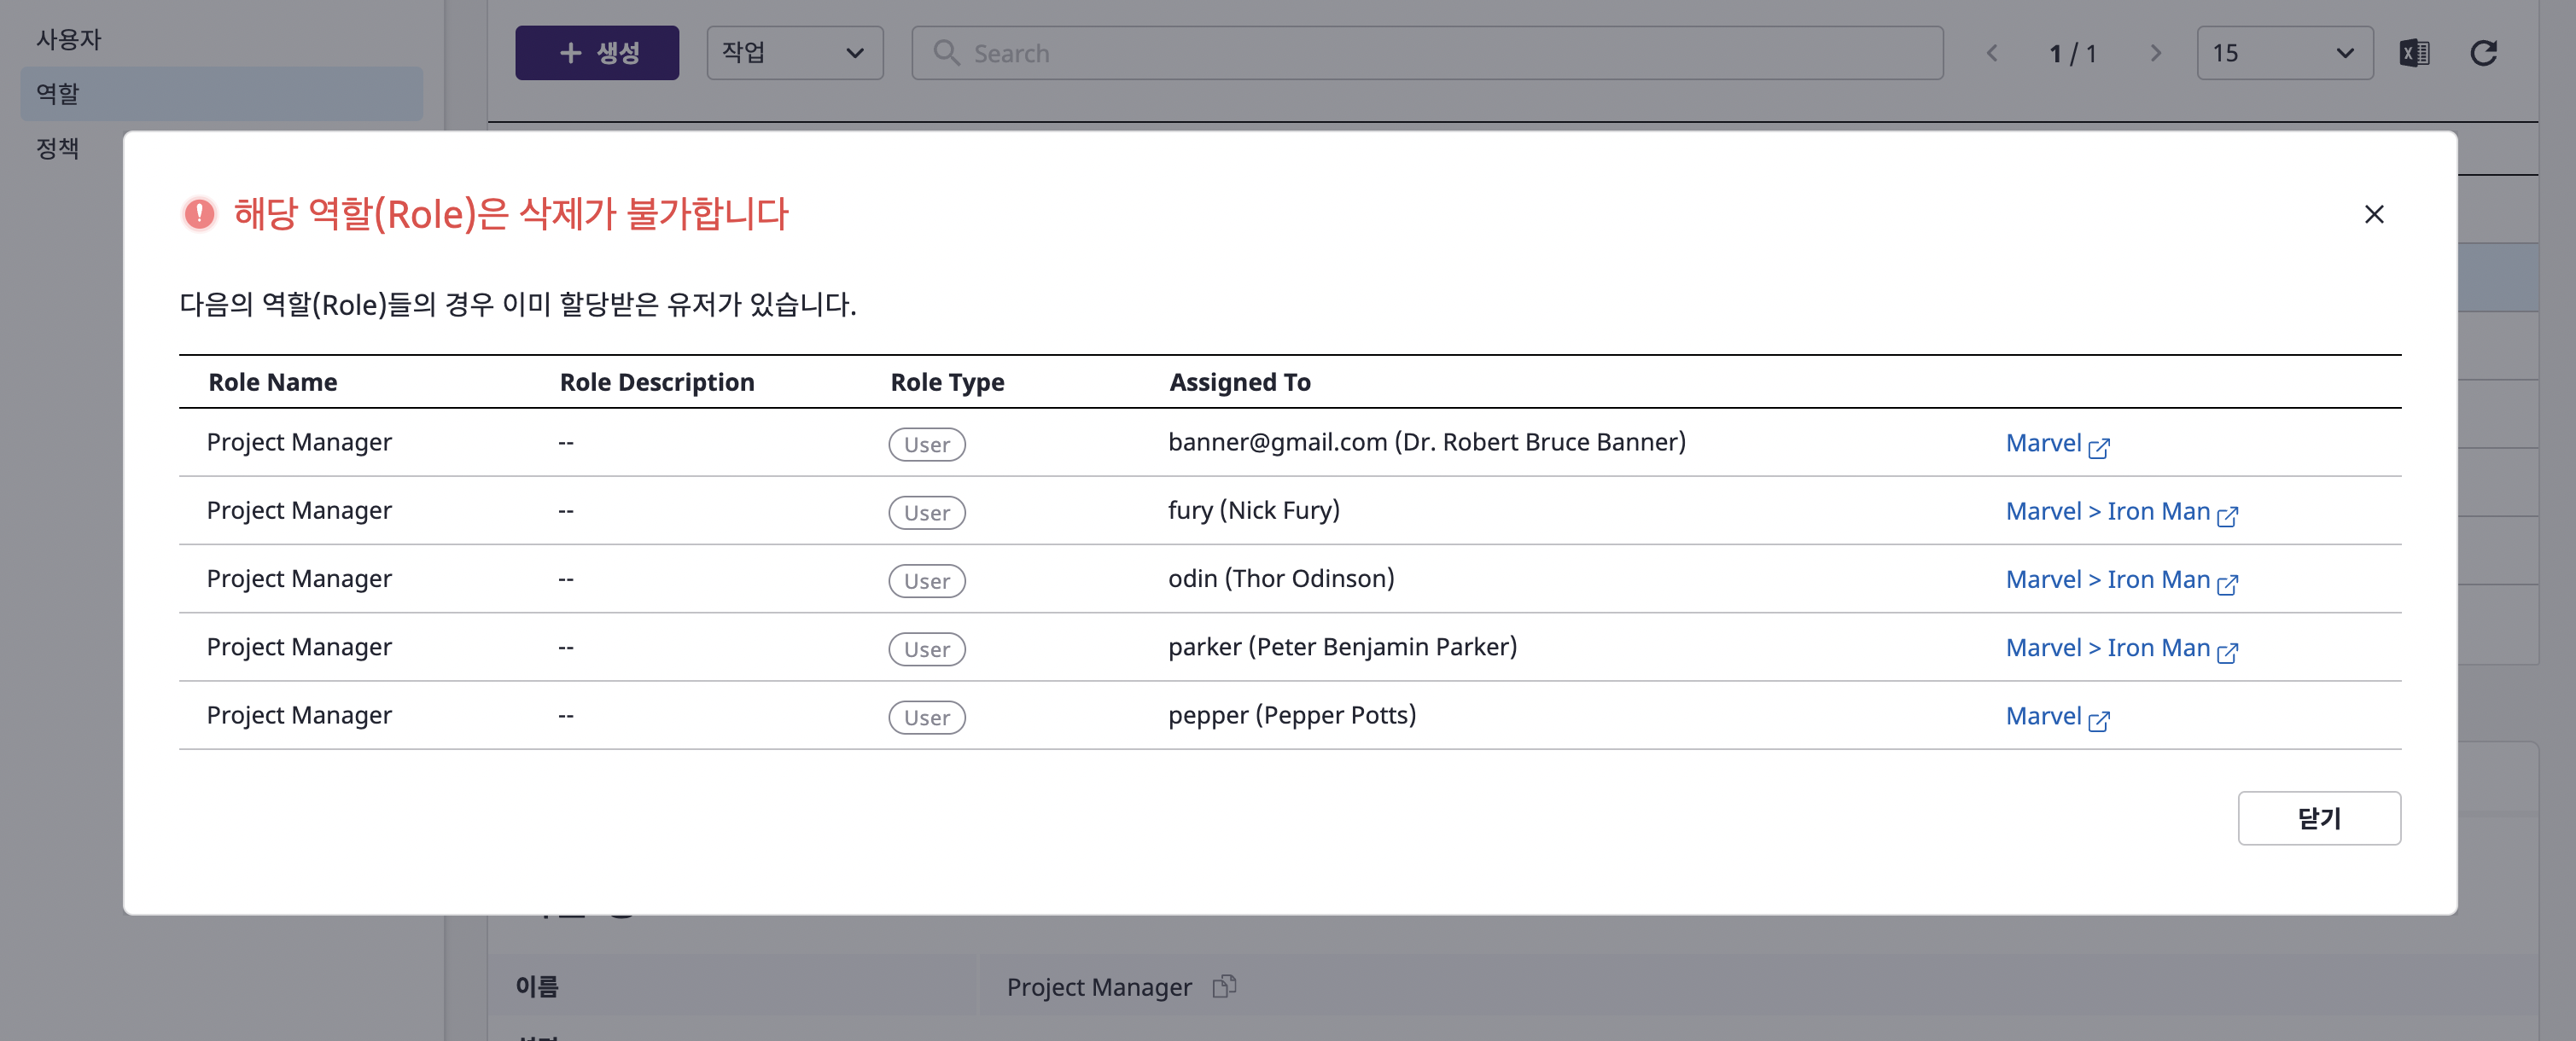 사용자
역할
정책
+ 생성
작업
Search
1 / 1
15
해당 역할(Role)은 삭제가 불가합니다
다음의 역할(Role)들의 경우 이미 할당받은 유저가 있습니다.
Role Name Role Description Role Type Assigned To
Project Manager -- User banner@gmail.com (Dr. Robert Bruce Banner) Marvel
Project Manager -- User fury (Nick Fury) Marvel > Iron Man
Project Manager -- User odin (Thor Odinson) Marvel > Iron Man
Project Manager -- User parker (Peter Benjamin Parker) Marvel > Iron Man
Project Manager -- User pepper (Pepper Potts) Marvel
닫기
이름 Project Manager